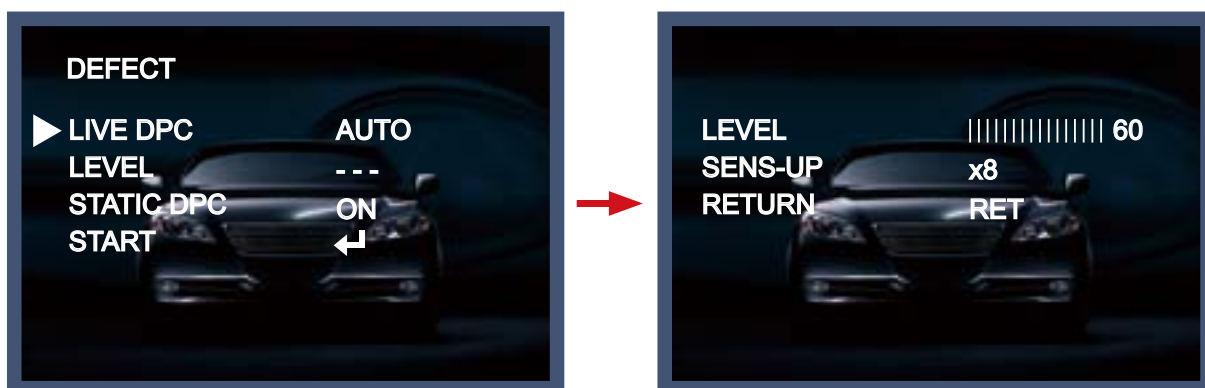 DEFECT
LIVE DPC AUTO
LEVEL ---
STATIC DPC ON
START
LEVEL |||||||||||||||| 60
SENS-UP x8
RETURN RET